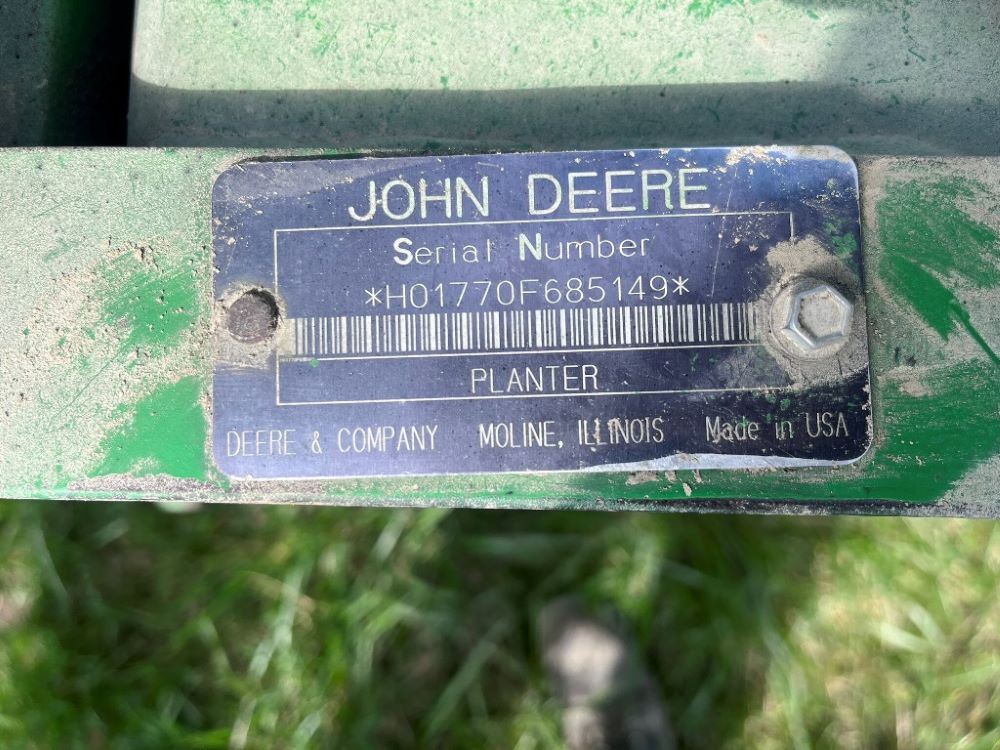 JOHN DEERE
Serial Number
*H01770F685149*
PLANTER
DEERE & COMPANY MOLINE, ILLINOIS Made in USA